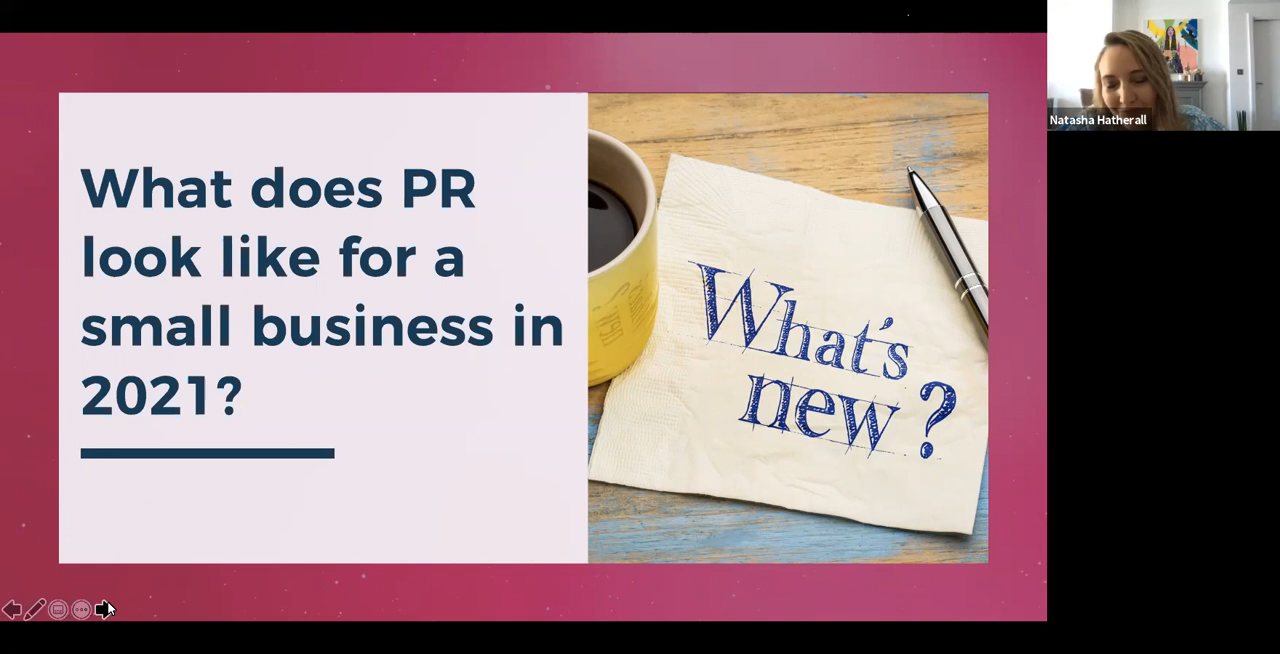 What does PR
look like for a
small business in
2021?
What's
new?
Natasha Hatherall